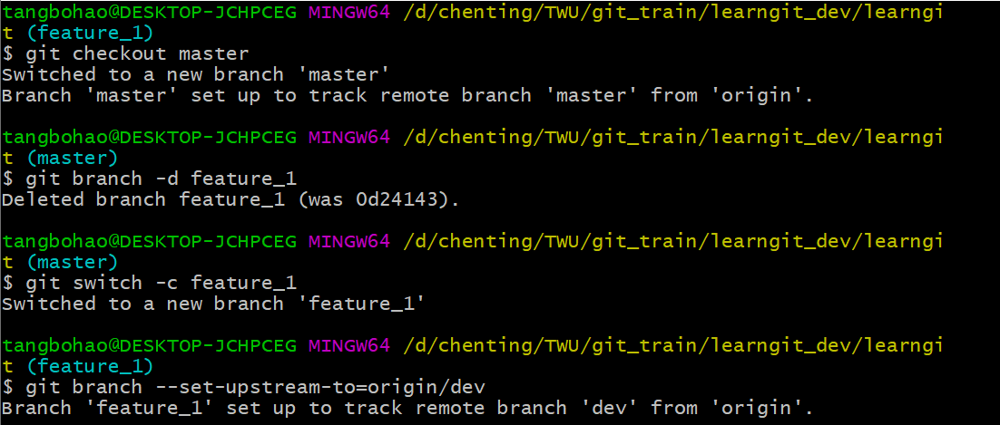 tangbohao@DESKTOP-JCHPCEG MINGW64 /d/chenting/TWU/git_train/learngit_dev/learngi
t (feature_1)
$ git checkout master
Switched to a new branch 'master'
Branch 'master' set up to track remote branch 'master' from 'origin'.
tangbohao@DESKTOP-JCHPCEG MINGW64 /d/chenting/TWU/git_train/learngit_dev/learngi
t (master)
$ git branch -d feature_1
Deleted branch feature_1 (was 0d24143).
tangbohao@DESKTOP-JCHPCEG MINGW64 /d/chenting/TWU/git_train/learngit_dev/learngi
t (master)
$ git switch -c feature_1
Switched to a new branch 'feature_1'
tangbohao@DESKTOP-JCHPCEG MINGW64 /d/chenting/TWU/git_train/learngit_dev/learngi
t (feature_1)
$ git branch --set-upstream-to=origin/dev
Branch 'feature_1' set up to track remote branch 'dev' from 'origin'.